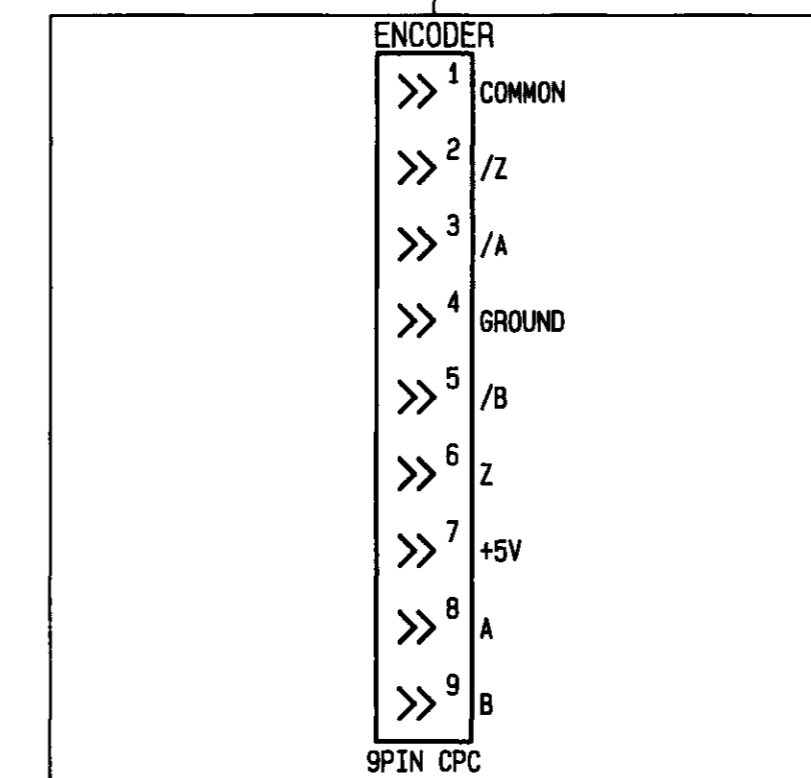 ENCODER
1 COMMON
2 /Z
3 /A
4 GROUND
5 /B
6 Z
7 +5V
8 A
9 B
9PIN CPC